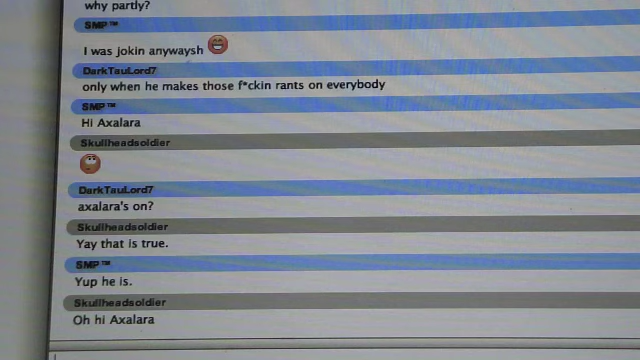 why partly?
SMP™
I was jokin anywaysh
DarkTauLord7
only when he makes those f*ckin rants on everybody
SMP™
Hi Axalara
Skullheadsoldier
DarkTauLord7
axalara's on?
Skullheadsoldier
Yay that is true.
SMP™
Yup he is.
Skullheadsoldier
Oh hi Axalara